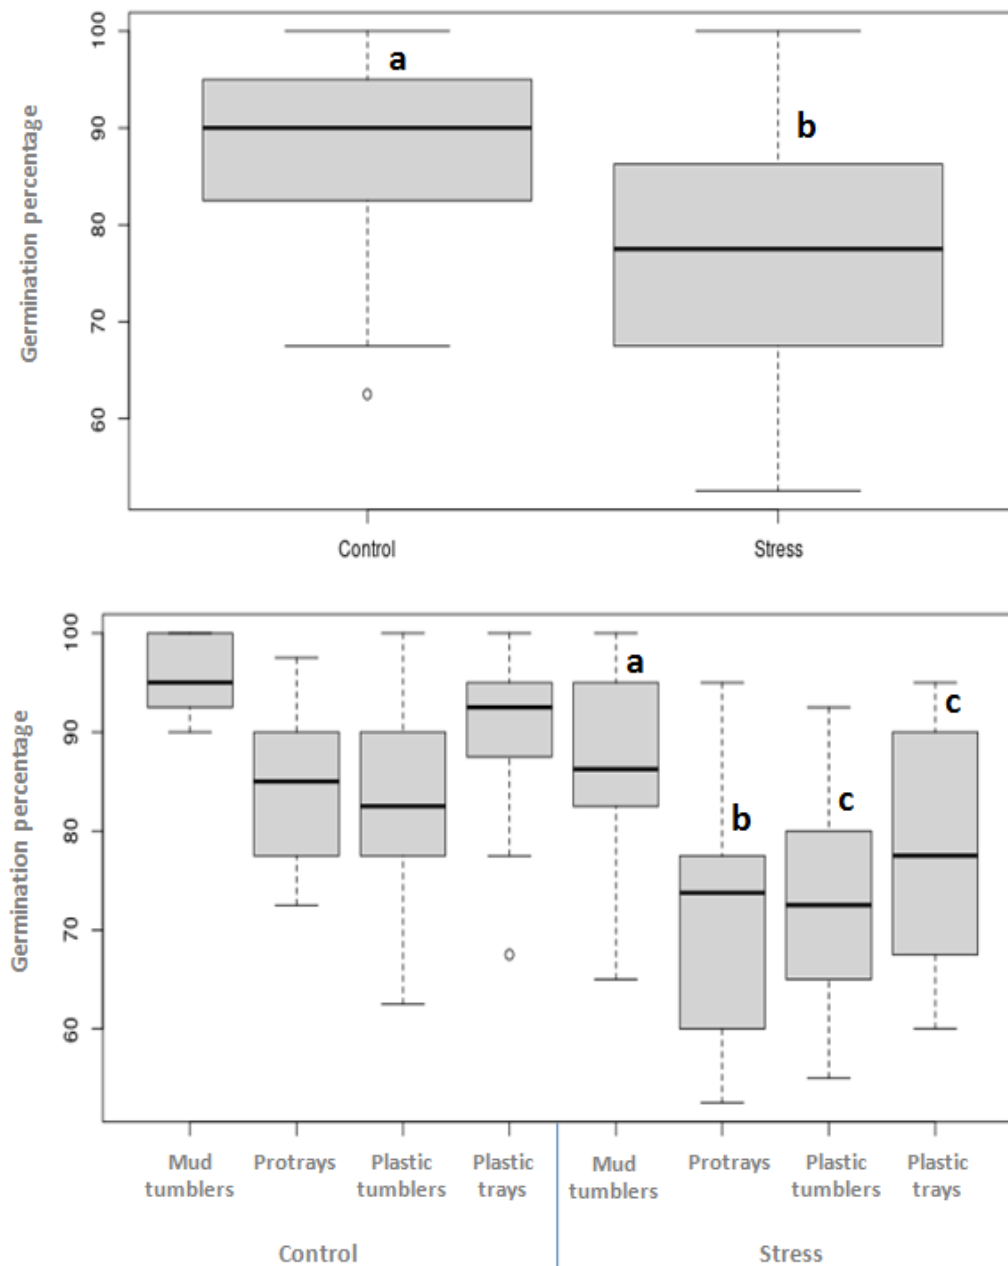 Germination percentage
100
90
80
70
60
a
b
Control
Stress
Germination percentage
100
90
80
70
60
a
b
c
c
Mud tumblers
Protrays
Plastic tumblers
Plastic trays
Mud tumblers
Protrays
Plastic tumblers
Plastic trays
Control
Stress